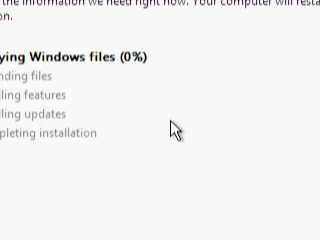 the information we need right now. Your computer will resta
on.
ying Windows files (0%)
nding files
lling features
lling updates
pleting installation